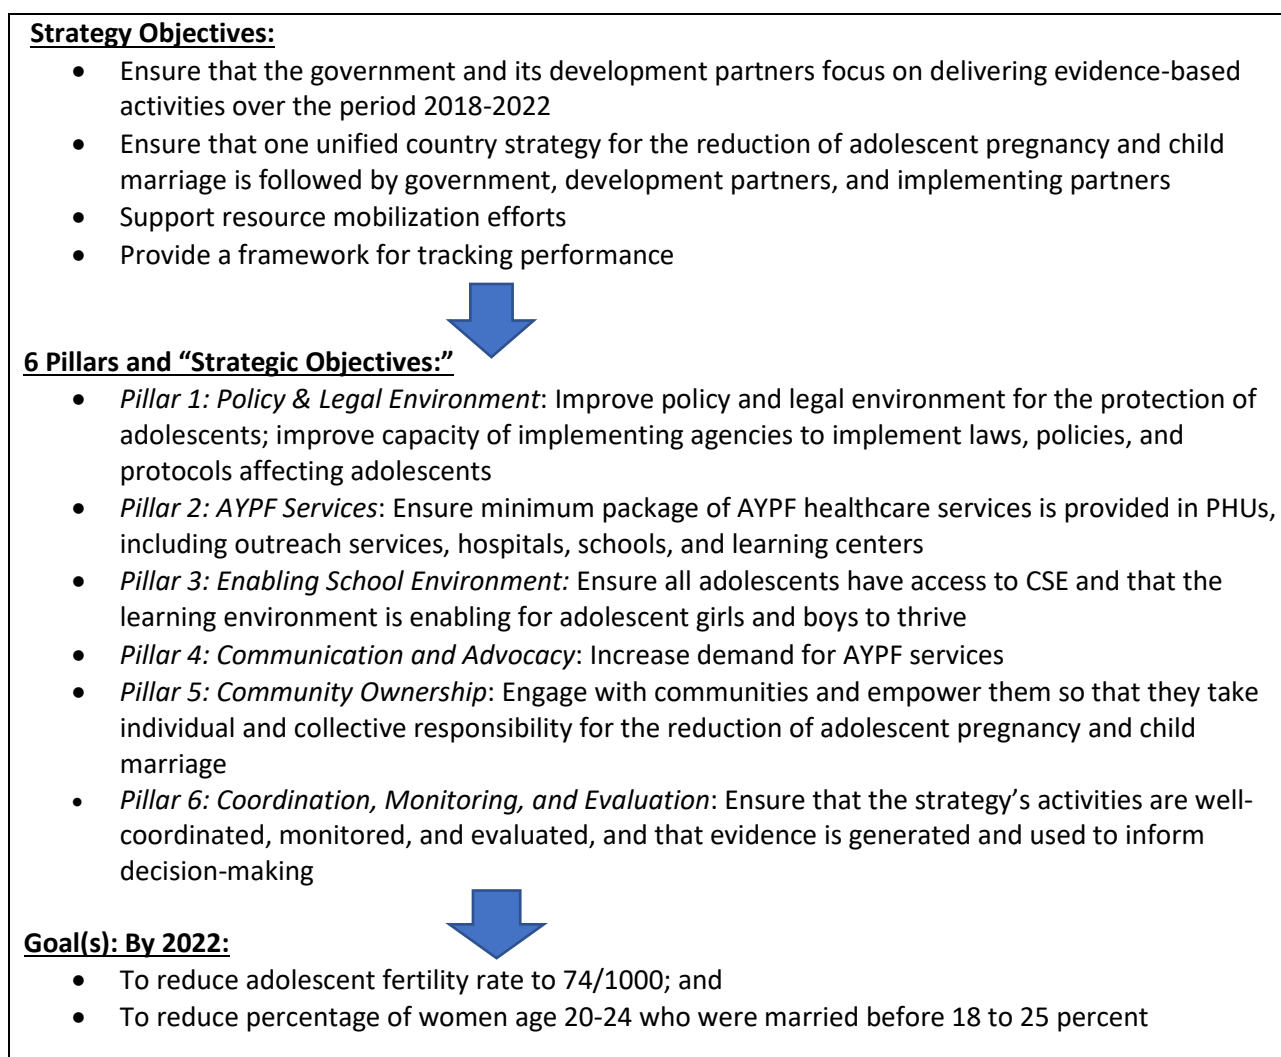 Strategy Objectives:
• Ensure that the government and its development partners focus on delivering evidence-based
activities over the period 2018-2022
• Ensure that one unified country strategy for the reduction of adolescent pregnancy and child
marriage is followed by government, development partners, and implementing partners
• Support resource mobilization efforts
• Provide a framework for tracking performance
6 Pillars and “Strategic Objectives:”
• Pillar 1: Policy & Legal Environment: Improve policy and legal environment for the protection of
adolescents; improve capacity of implementing agencies to implement laws, policies, and
protocols affecting adolescents
• Pillar 2: AYPF Services: Ensure minimum package of AYPF healthcare services is provided in PHUs,
including outreach services, hospitals, schools, and learning centers
• Pillar 3: Enabling School Environment: Ensure all adolescents have access to CSE and that the
learning environment is enabling for adolescent girls and boys to thrive
• Pillar 4: Communication and Advocacy: Increase demand for AYPF services
• Pillar 5: Community Ownership: Engage with communities and empower them so that they take
individual and collective responsibility for the reduction of adolescent pregnancy and child
marriage
• Pillar 6: Coordination, Monitoring, and Evaluation: Ensure that the strategy’s activities are well-
coordinated, monitored, and evaluated, and that evidence is generated and used to inform
decision-making
Goal(s): By 2022:
• To reduce adolescent fertility rate to 74/1000; and
• To reduce percentage of women age 20-24 who were married before 18 to 25 percent